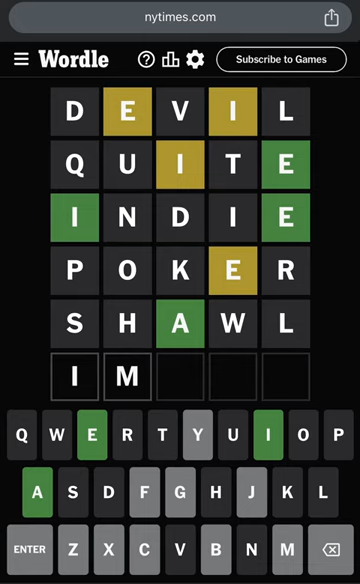 nytimes.com
Wordle ? Subscribe to Games
D E V I L
Q U I T E
I N D I E
P O K E R
S H A W L
I M
Q W E R T Y U I O P
A S D F G H J K L
ENTER Z X C V B N M